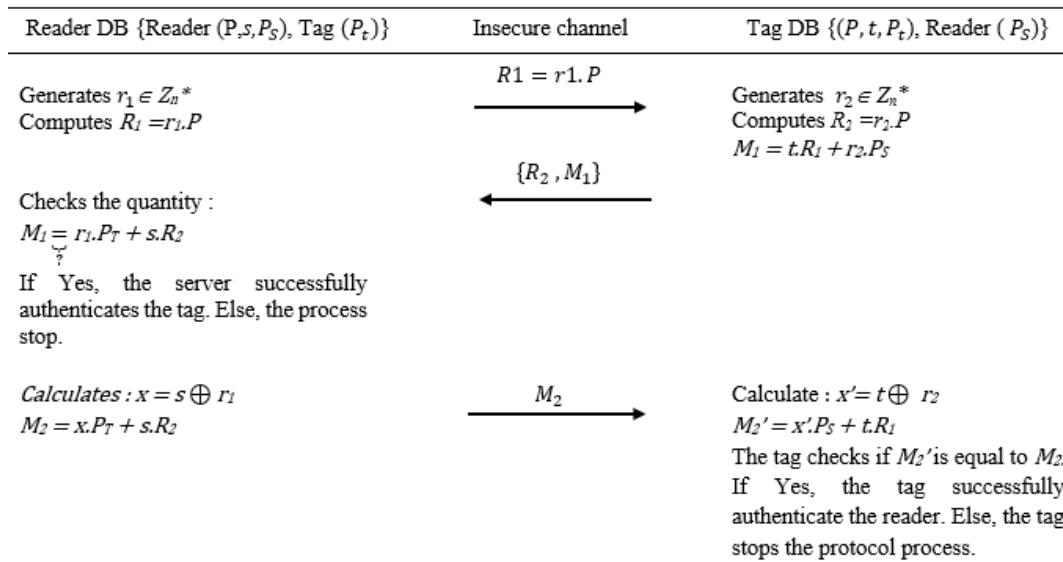 Reader DB {Reader (P,s,P_S), Tag (P_t)} Insecure channel Tag DB {(P, t, P_t), Reader ( P_S)}
R1 = r1. P
Generates r_1 ∈ Z_n* 
Computes R_1 =r_1.P
Generates r_2 ∈ Z_n*
Computes R_2 =r_2.P
M_1 = t.R_1 + r_2.P_S
{R_2 , M_1}
Checks the quantity :
M_1 = r_1.P_T + s.R_2
?
If Yes, the server successfully
authenticates the tag. Else, the process
stop.
Calculates : x = s ⊕ r_1
M_2 = x.P_T + s.R_2
M_2
Calculate : x'= t ⊕ r_2
M_2' = x'.P_S + t.R_1
The tag checks if M_2' is equal to M_2.
If Yes, the tag successfully
authenticate the reader. Else, the tag
stops the protocol process.